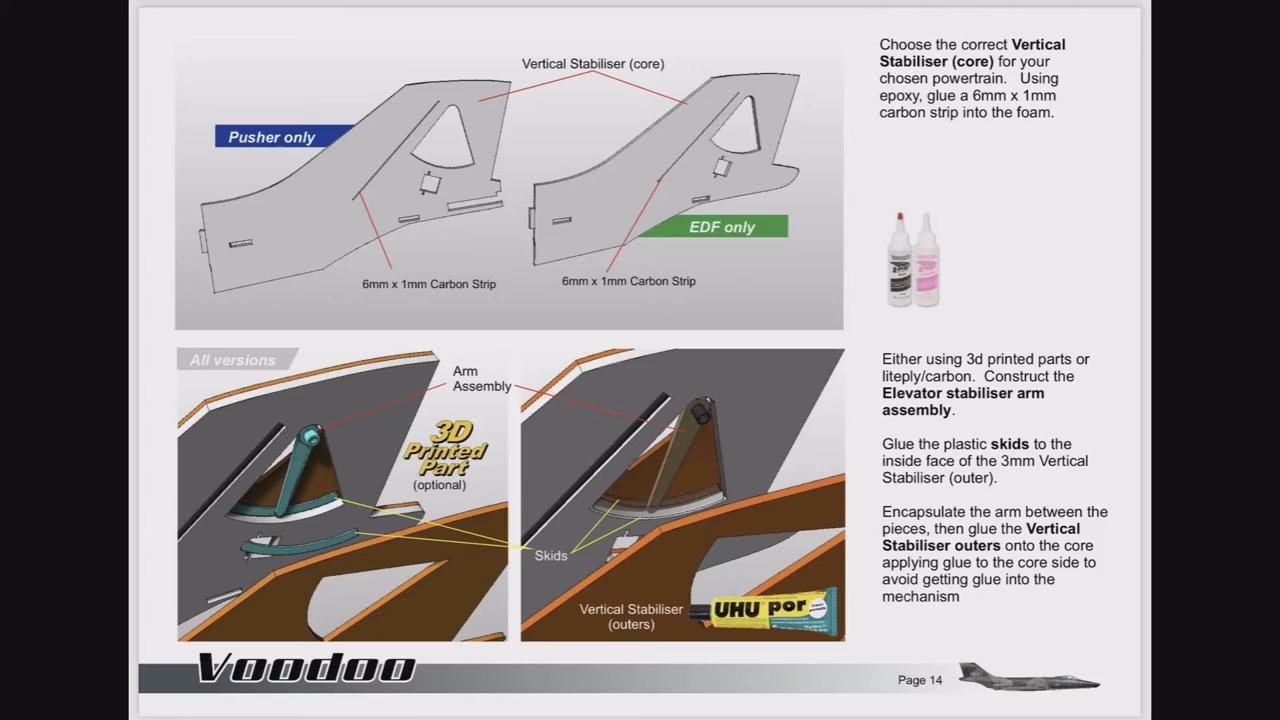 Vertical Stabiliser (core)
Pusher only
EDF only
6mm x 1mm Carbon Strip
6mm x 1mm Carbon Strip
Choose the correct Vertical
Stabiliser (core) for your
chosen powertrain. Using
epoxy, glue a 6mm x 1mm
carbon strip into the foam.
All versions
Arm
Assembly
3D
Printed
Part
(optional)
Skids
Vertical Stabiliser
(outers)
UHU por
Either using 3d printed parts or
liteply/carbon. Construct the
Elevator stabiliser arm
assembly.
Glue the plastic skids to the
inside face of the 3mm Vertical
Stabiliser (outer).
Encapsulate the arm between the
pieces, then glue the Vertical
Stabiliser outers onto the core
applying glue to the core side to
avoid getting glue into the
mechanism
Voodoo
Page 14